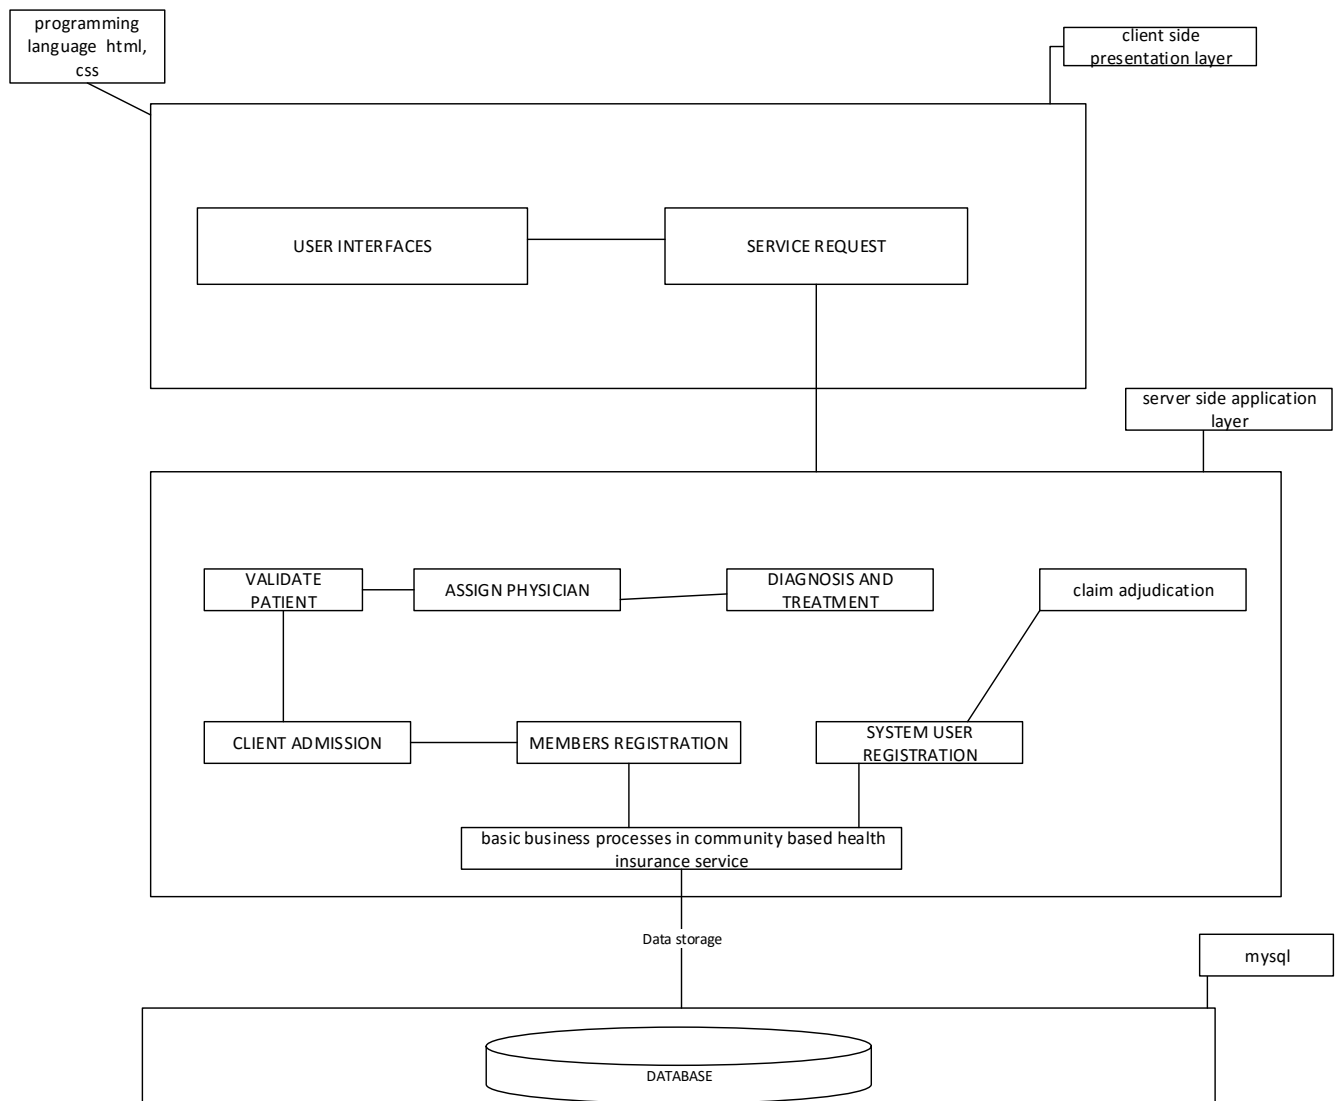 programming
language html,
css
client side
presentation layer
USER INTERFACES
SERVICE REQUEST
server side application
layer
VALIDATE
PATIENT
ASSIGN PHYSICIAN
DIAGNOSIS AND
TREATMENT
claim adjudication
CLIENT ADMISSION
MEMBERS REGISTRATION
SYSTEM USER
REGISTRATION
basic business processes in community based health
insurance service
Data storage
mysql
DATABASE